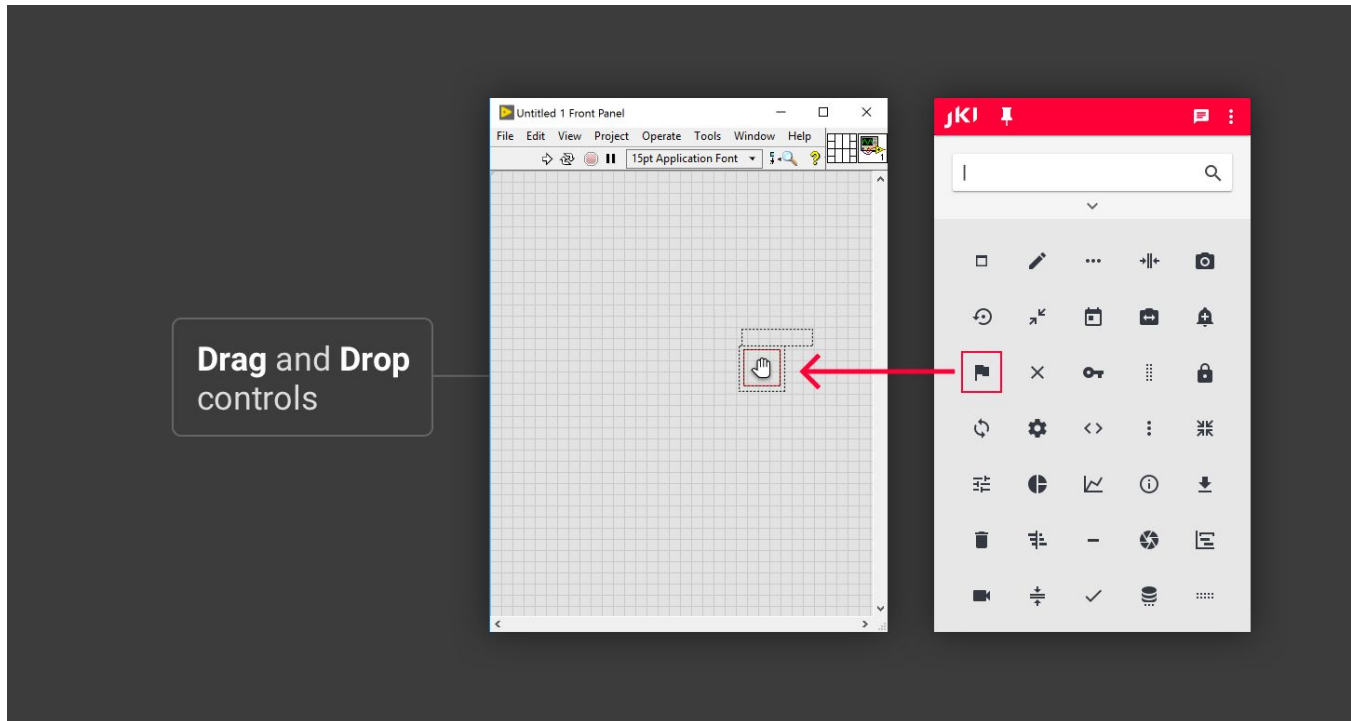 Drag and Drop
controls
Untitled 1 Front Panel
File Edit View Project Operate Tools Window Help
15pt Application Font
1
JKI